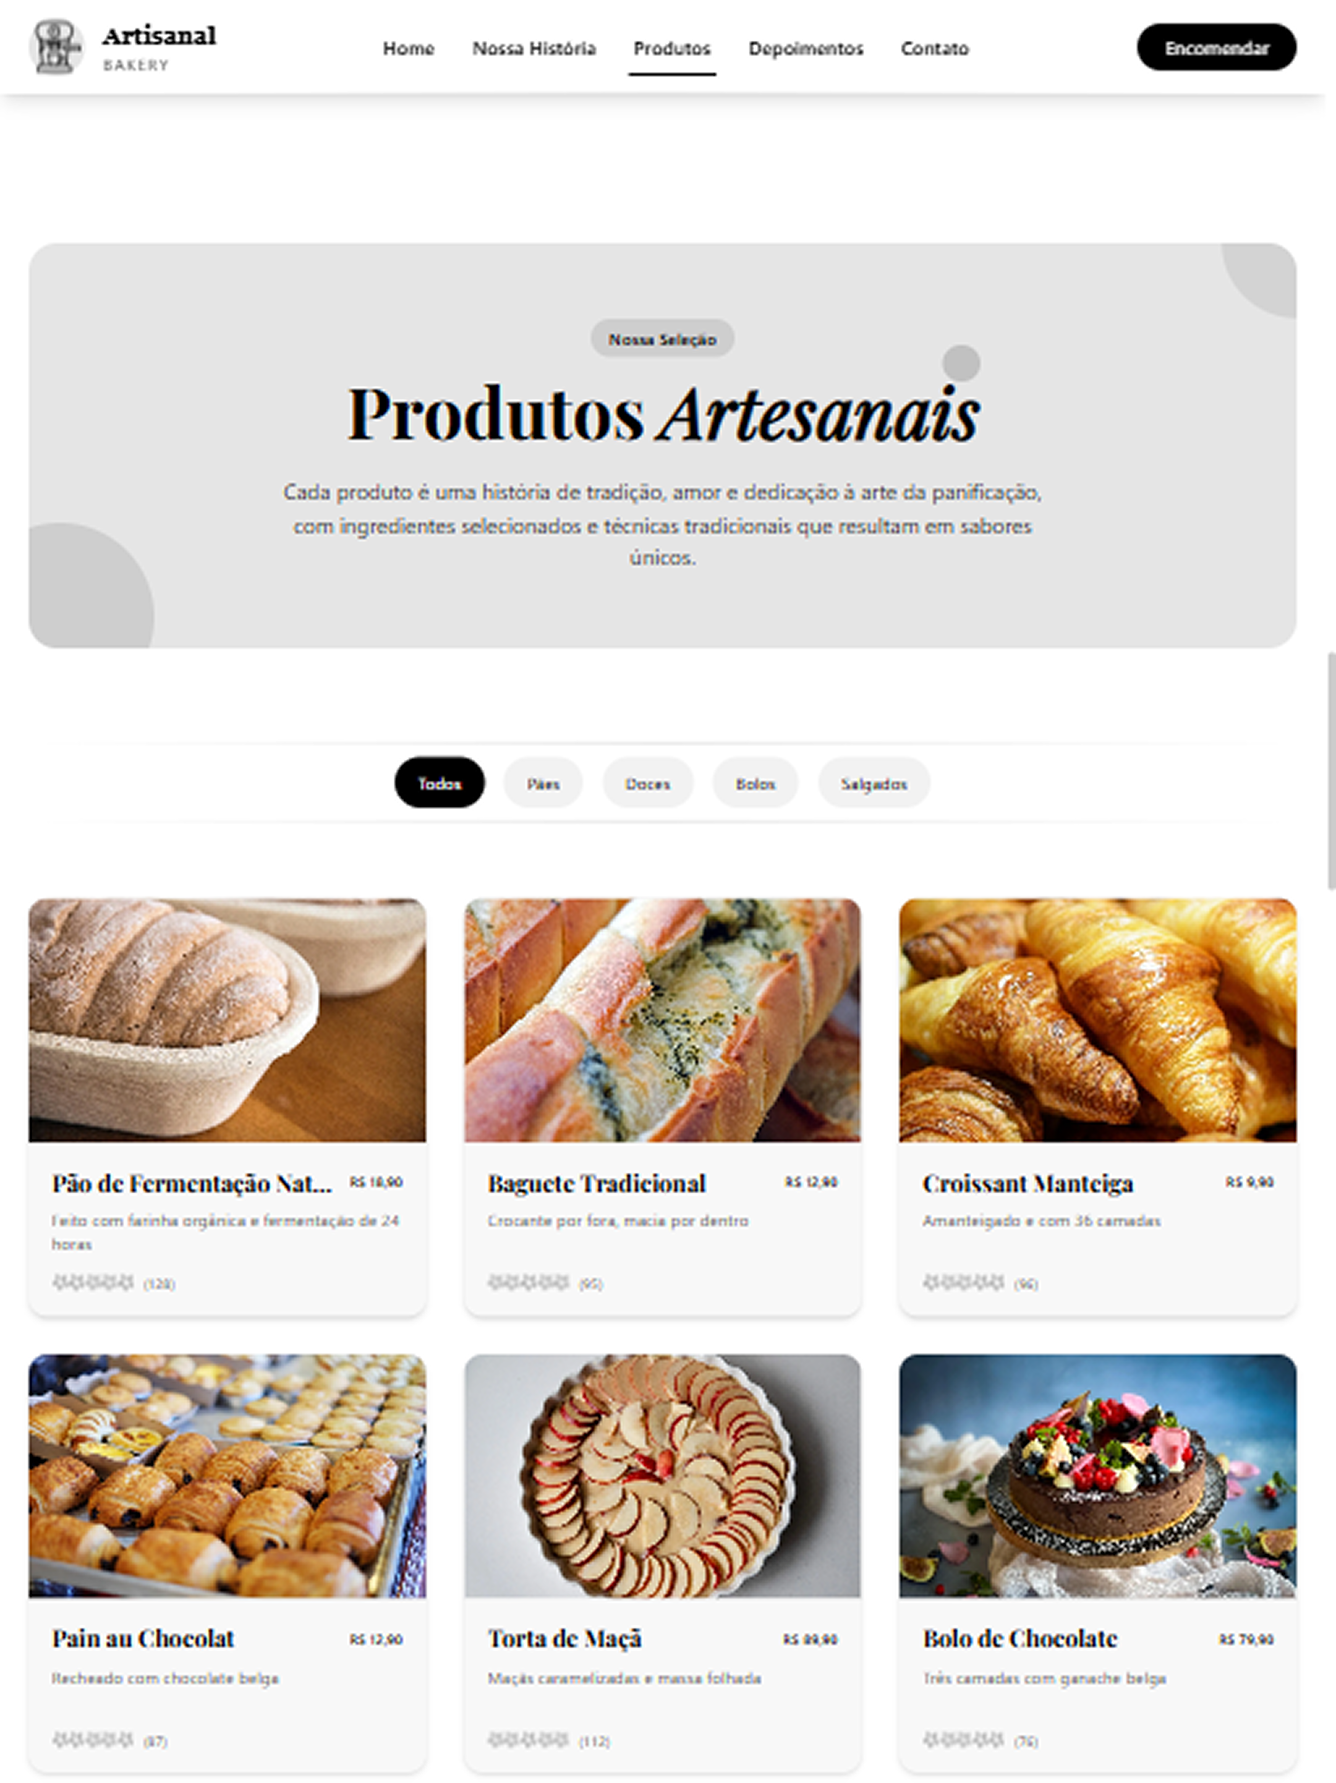 Artisanal
BAKERY
Home
Nossa História
Produtos
Depoimentos
Contato
Encomendar
Nossa Seleção
Produtos Artesanais
Cada produto é uma história de tradição, amor e dedicação à arte da panificação,
com ingredientes selecionados e técnicas tradicionais que resultam em sabores
únicos.
Todos
Pães
Doces
Bolos
Salgados
Pão de Fermentação Nat...
R$ 18,90
Feito com farinha orgânica e fermentação de 24
horas
(128)
Baguete Tradicional
R$ 12,90
Crocante por fora, macia por dentro
(95)
Croissant Manteiga
R$ 9,90
Amanteigado e com 36 camadas
(96)
Pain au Chocolat
R$ 12,90
Recheado com chocolate belga
(87)
Torta de Maçã
R$ 89,90
Maçãs caramelizadas e massa folhada
(112)
Bolo de Chocolate
R$ 79,90
Três camadas com ganache belga
(76)